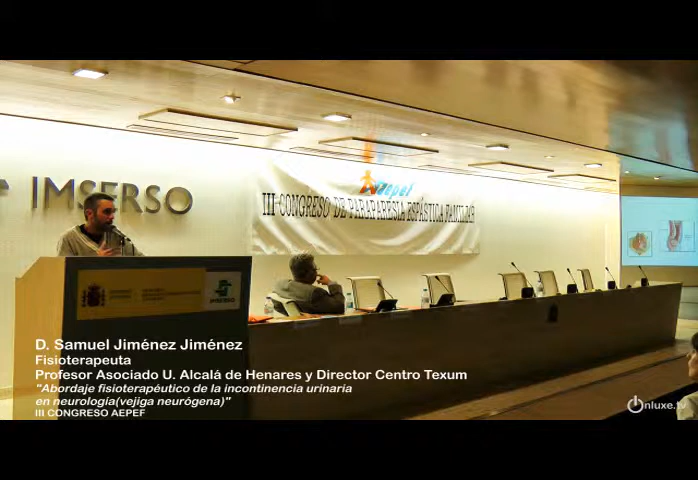 IMSERSO
aepef
III CONGRESO DE PARAPARESIA ESPÁSTICA FAMILIAR
IMSERSO
D. Samuel Jiménez Jiménez
Fisioterapeuta
Profesor Asociado U. Alcalá de Henares y Director Centro Texum
"Abordaje fisioterapéutico de la incontinencia urinaria
en neurología(vejiga neurógena)"
III CONGRESO AEPEF
onluxe.tv